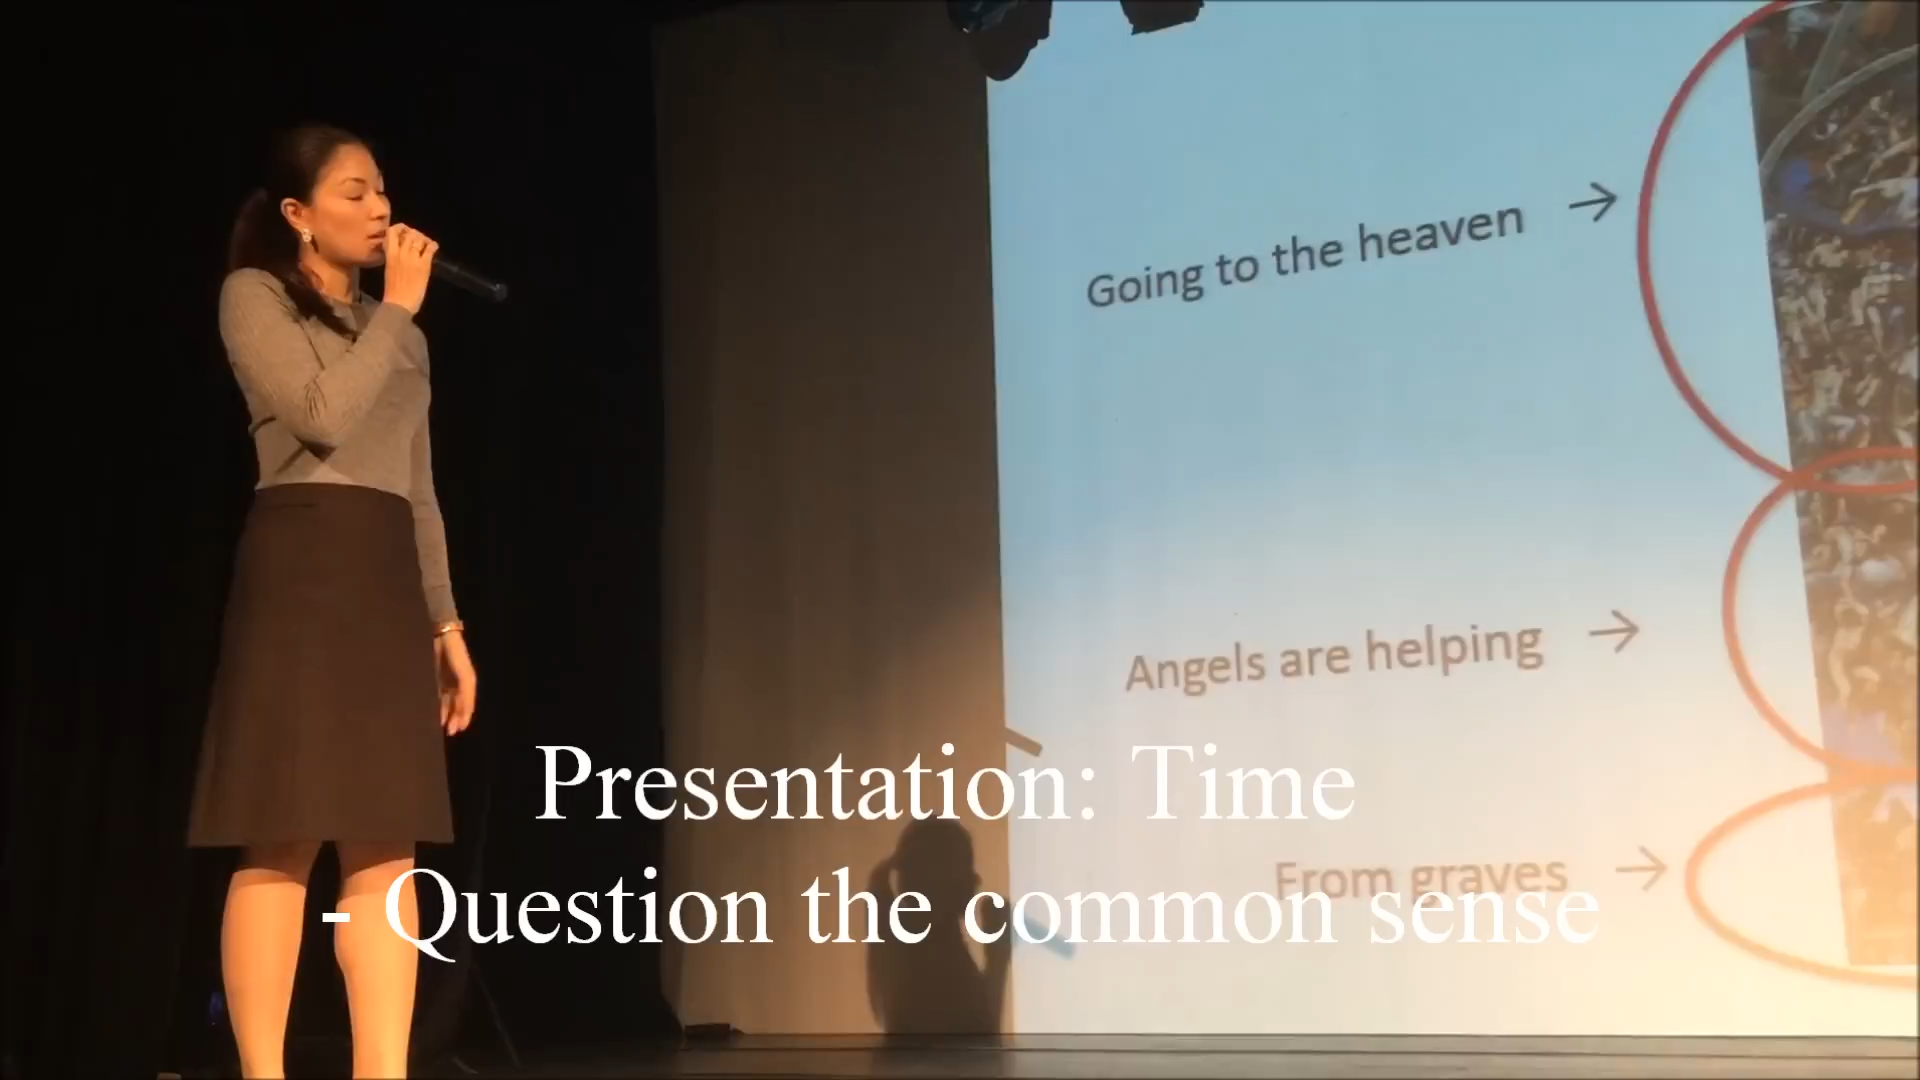 Going to the heaven →
Angels are helping →
From graves →
Presentation: Time
- Question the common sense